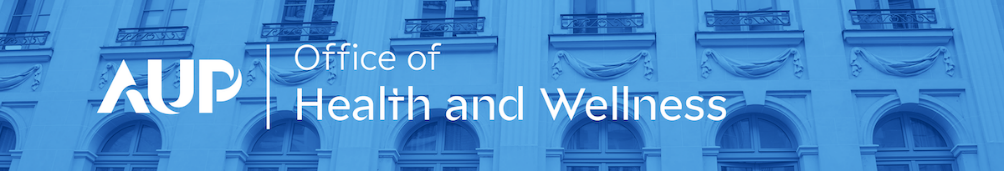 AUP
Office of
Health and Wellness